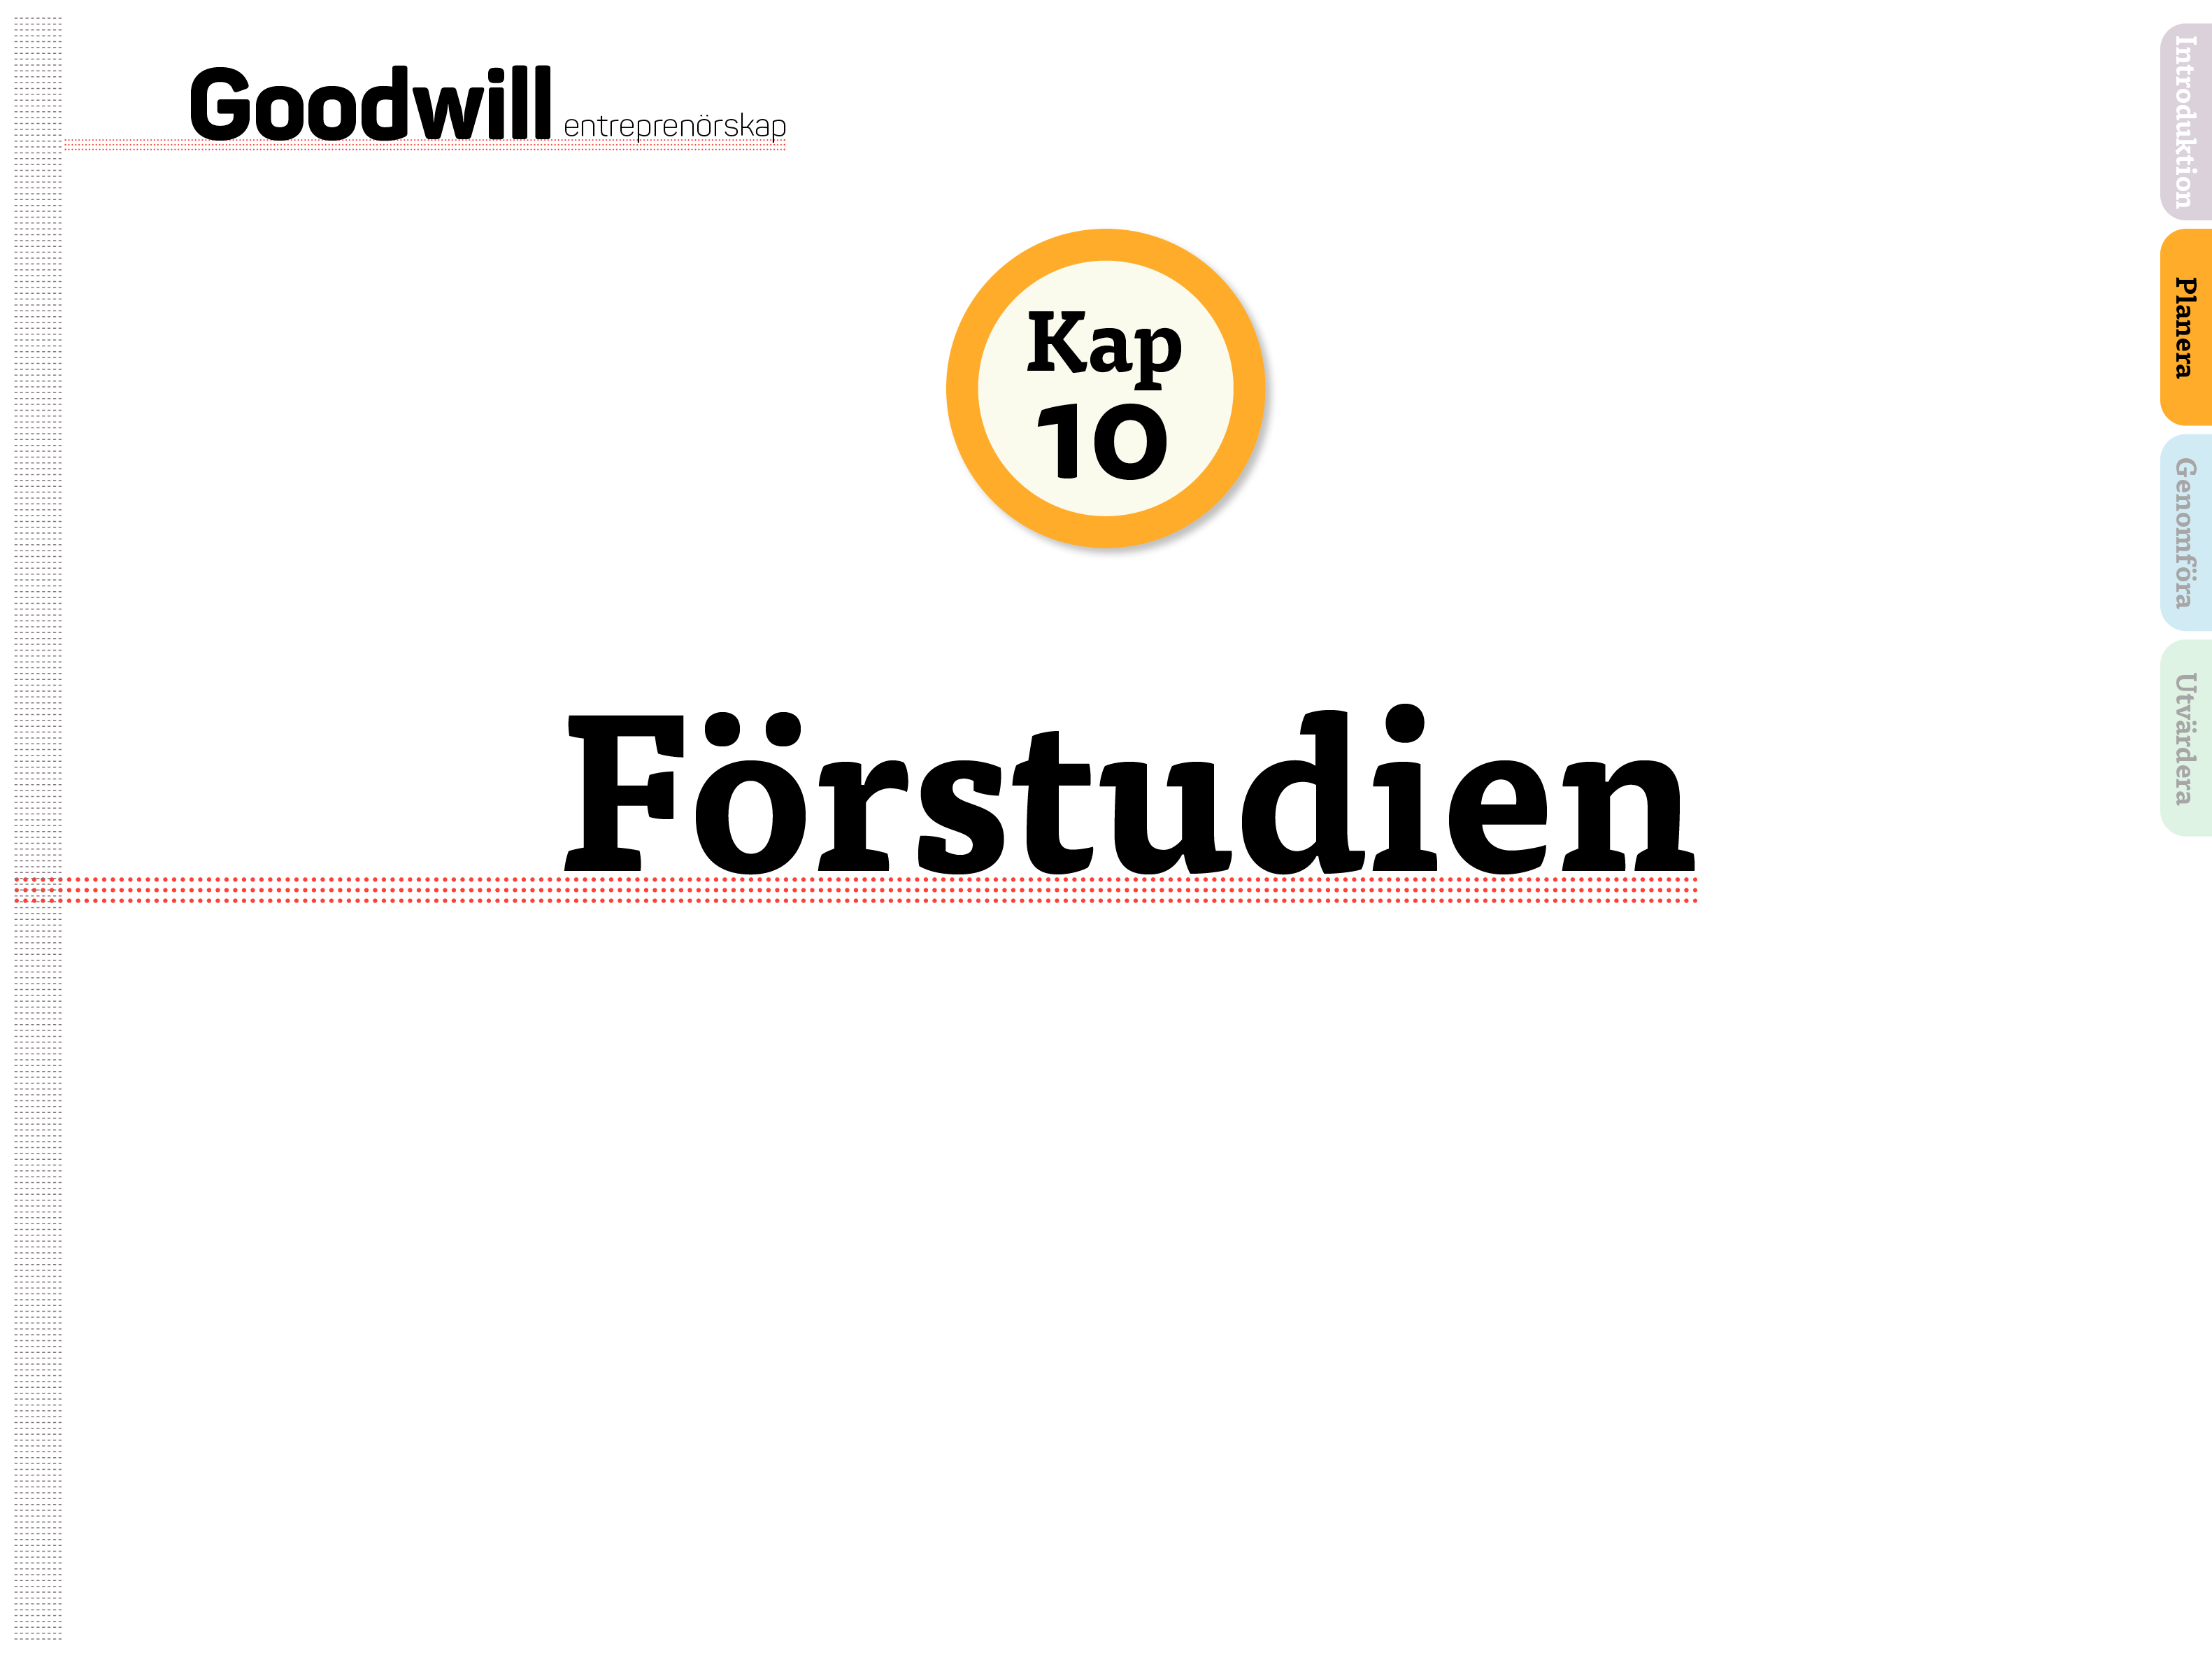 Goodwill entreprenörskap
Kap
10
Förstudien
Introduktion
Planera
Genomföra
Utvärdera